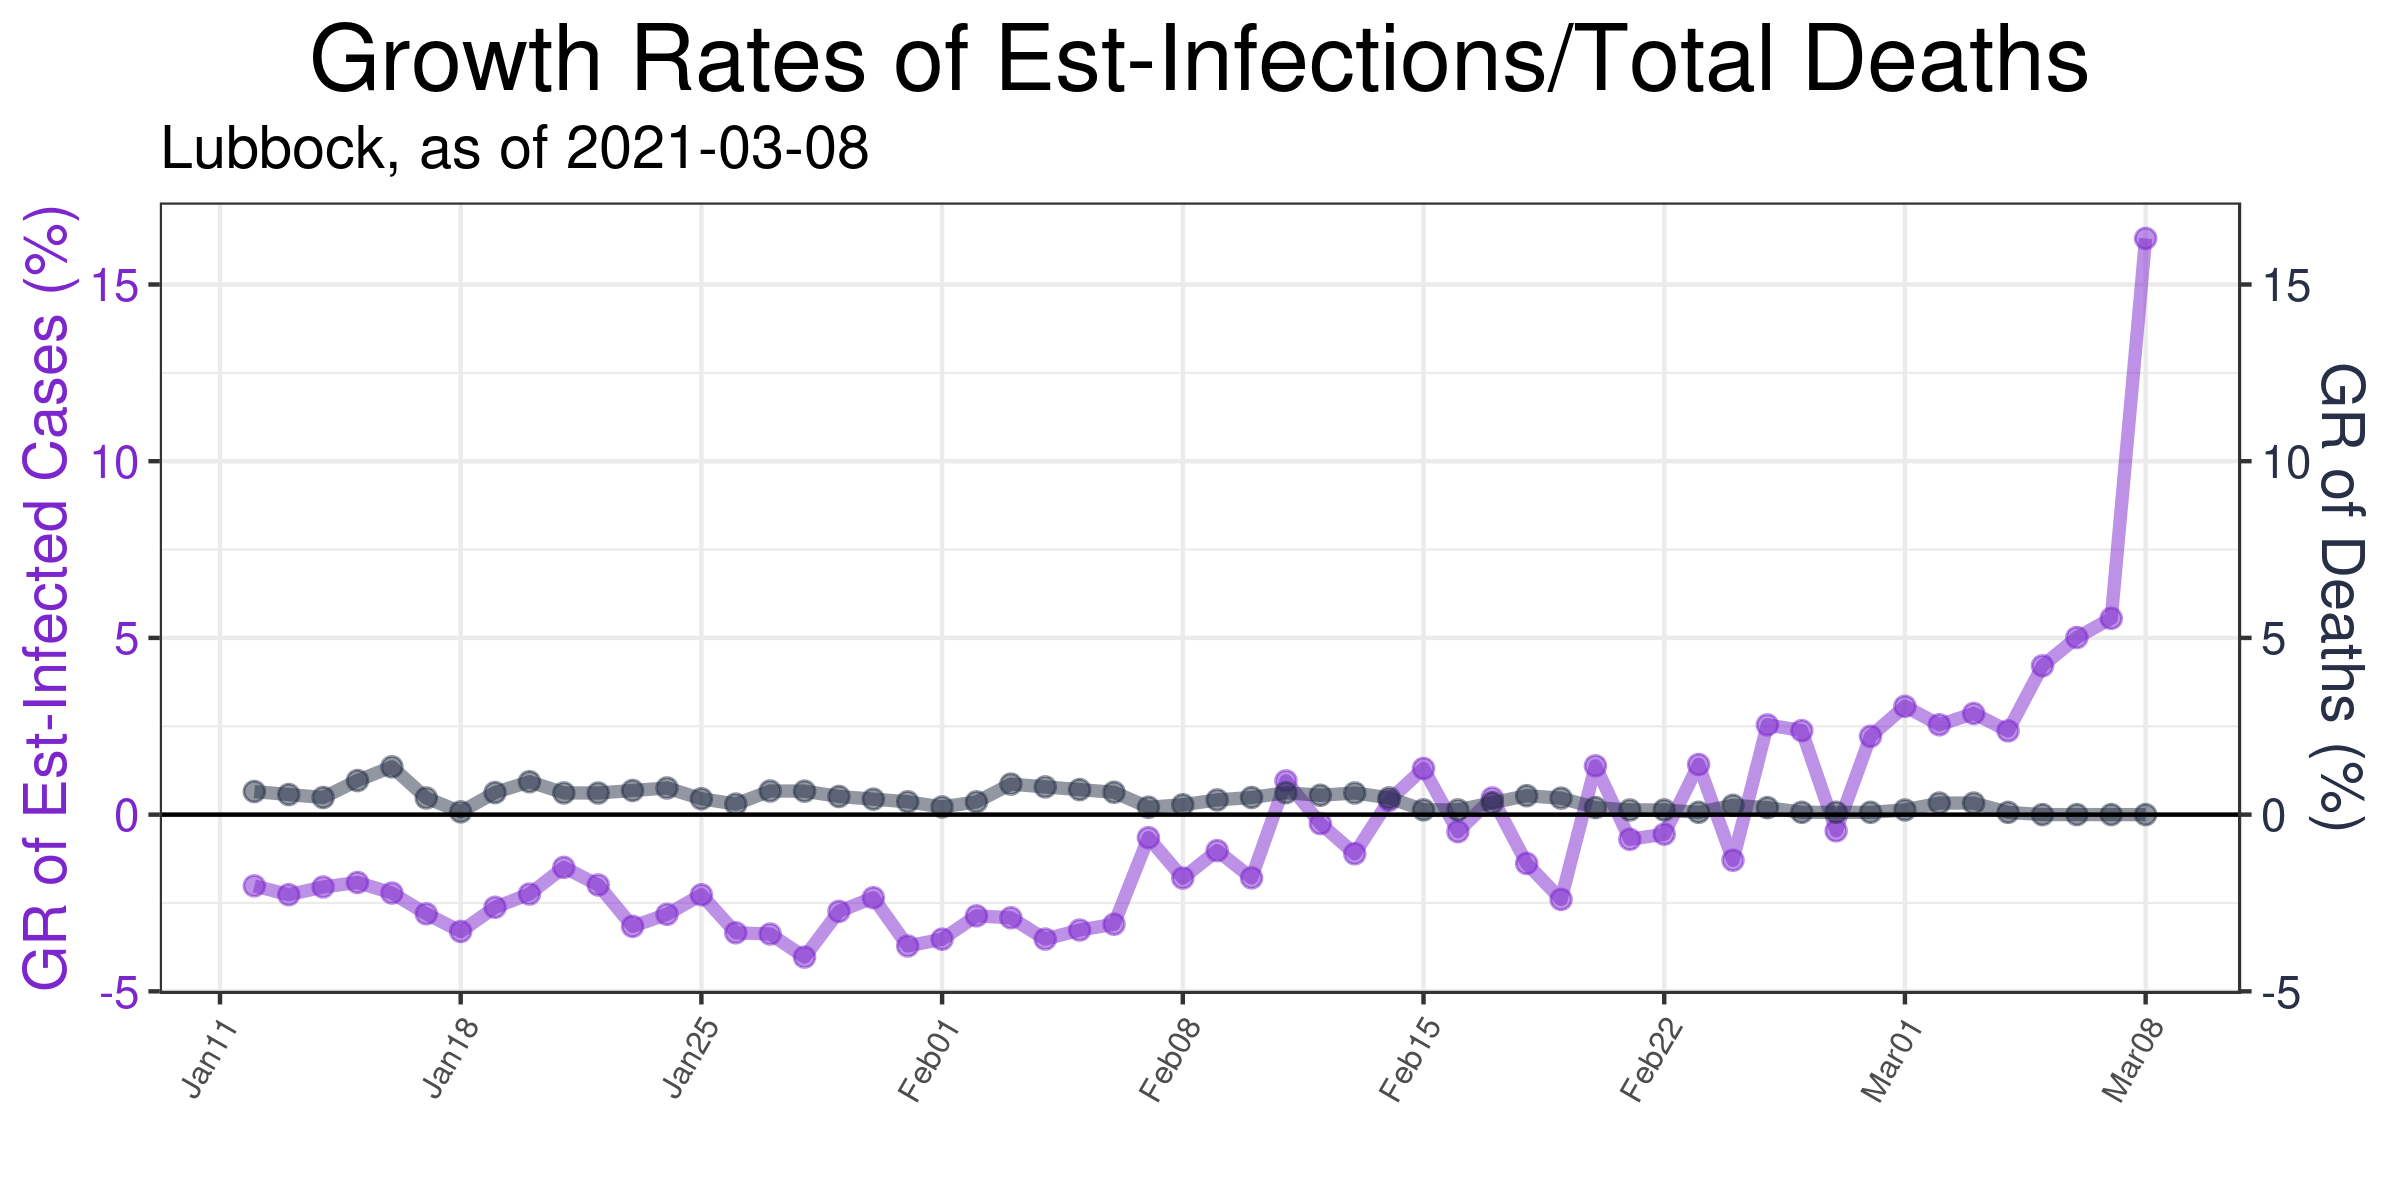 Growth Rates of Est-Infections/Total Deaths
Lubbock, as of 2021-03-08
GR of Est-Infected Cases (%)
15
10
5
0
-5
15
10
5
0
-5
GR of Deaths (%)
Jan11
Jan18
Jan25
Feb01
Feb08
Feb15
Feb22
Mar01
Mar08